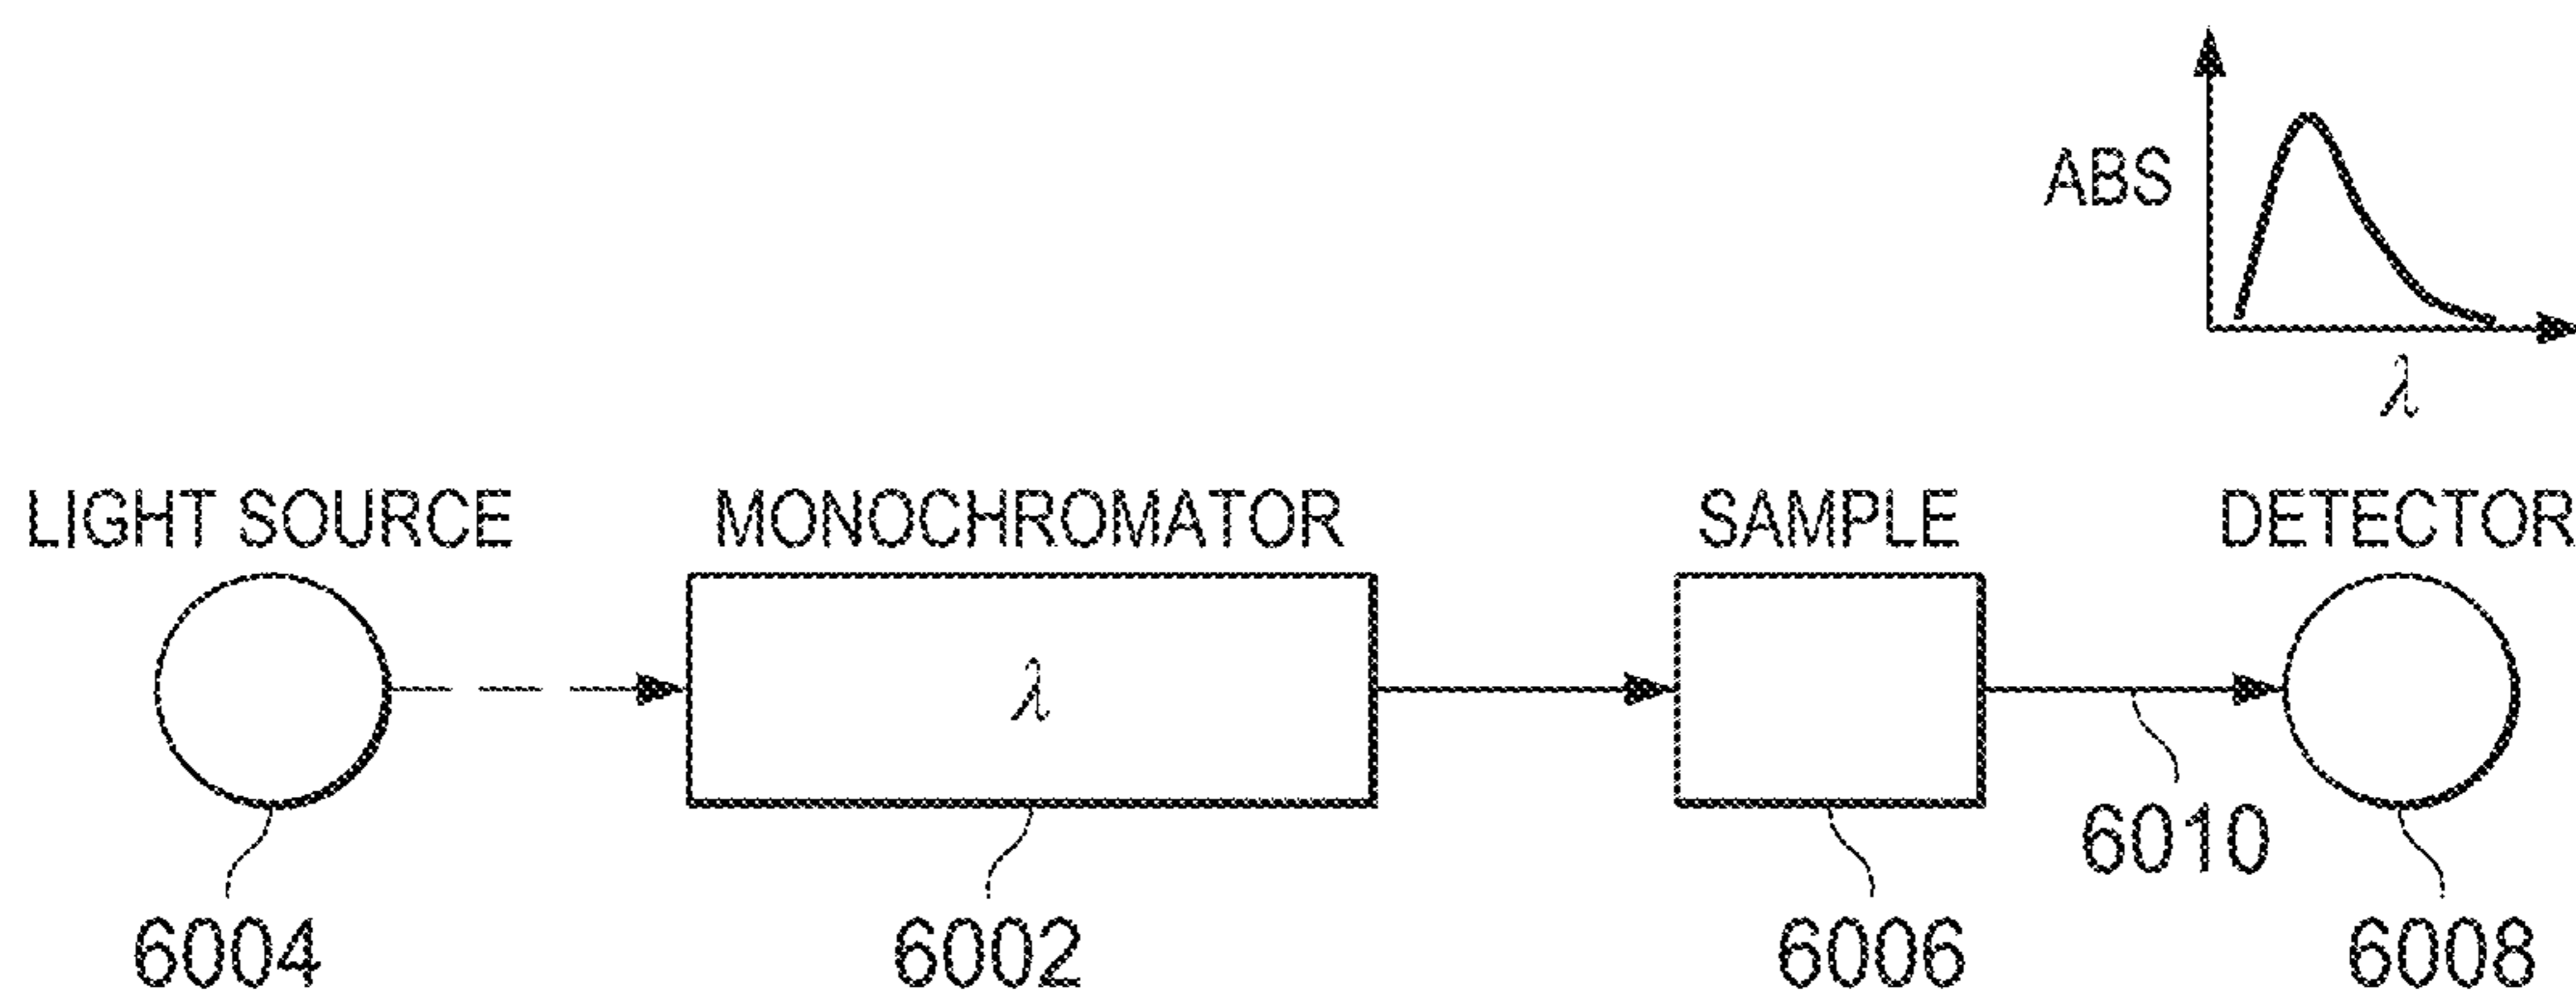 ABS
λ
LIGHT SOURCE
MONOCHROMATOR
SAMPLE
DETECTOR
λ
6010
6004
6002
6006
6008